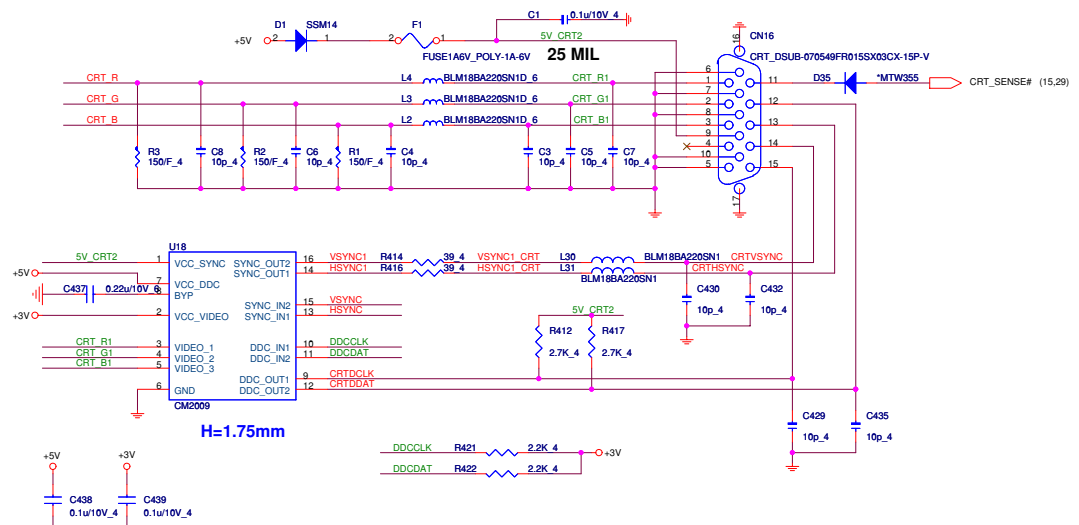 C1 0.1u/10V_4
D1 SSM14 F1
+5V 2 1 2 1 5V_CRT2
FUSE1A6V_POLY-1A-6V 25 MIL
CN16
CRT_DSUB-070549FR015SX03CX-15P-V
16
17
6
1
7
2
8
3
9
4
10
5
11
12
13
14
15
D35 *MTW355 CRT_SENSE# (15,29)
CRT_R L4 BLM18BA220SN1D_6 CRT_R1
CRT_G L3 BLM18BA220SN1D_6 CRT_G1
CRT_B L2 BLM18BA220SN1D_6 CRT_B1
R3 C8 R2 C6 R1 C4 C3 C5 C7
150/F_4 10p_4 150/F_4 10p_4 150/F_4 10p_4 10p_4 10p_4 10p_4
U18
5V_CRT2 1 VCC_SYNC
+5V 7 VCC_DDC
C437 0.22u/10V_6 8 BYP
+3V 2 VCC_VIDEO
CRT_R1 3 VIDEO_1
CRT_G1 4 VIDEO_2
CRT_B1 5 VIDEO_3
6 GND
SYNC_OUT2 16 VSYNC1 R414 39_4 VSYNC1_CRT L30 BLM18BA220SN1 CRTVSYNC
SYNC_OUT1 14 HSYNC1 R416 39_4 HSYNC1_CRT L31 CRTHSYNC
BLM18BA220SN1
SYNC_IN2 15 VSYNC
SYNC_IN1 13 HSYNC
DDC_IN1 10 DDCCLK
DDC_IN2 11 DDCDAT
DDC_OUT1 9 CRTDCLK
DDC_OUT2 12 CRTDDAT
CM2009
H=1.75mm
C430 C432
10p_4 10p_4
5V_CRT2
R412 R417
2.7K_4 2.7K_4
C429 C435
10p_4 10p_4
DDCCLK R421 2.2K_4 +3V
DDCDAT R422 2.2K_4
+5V +3V
C438 C439
0.1u/10V_4 0.1u/10V_4